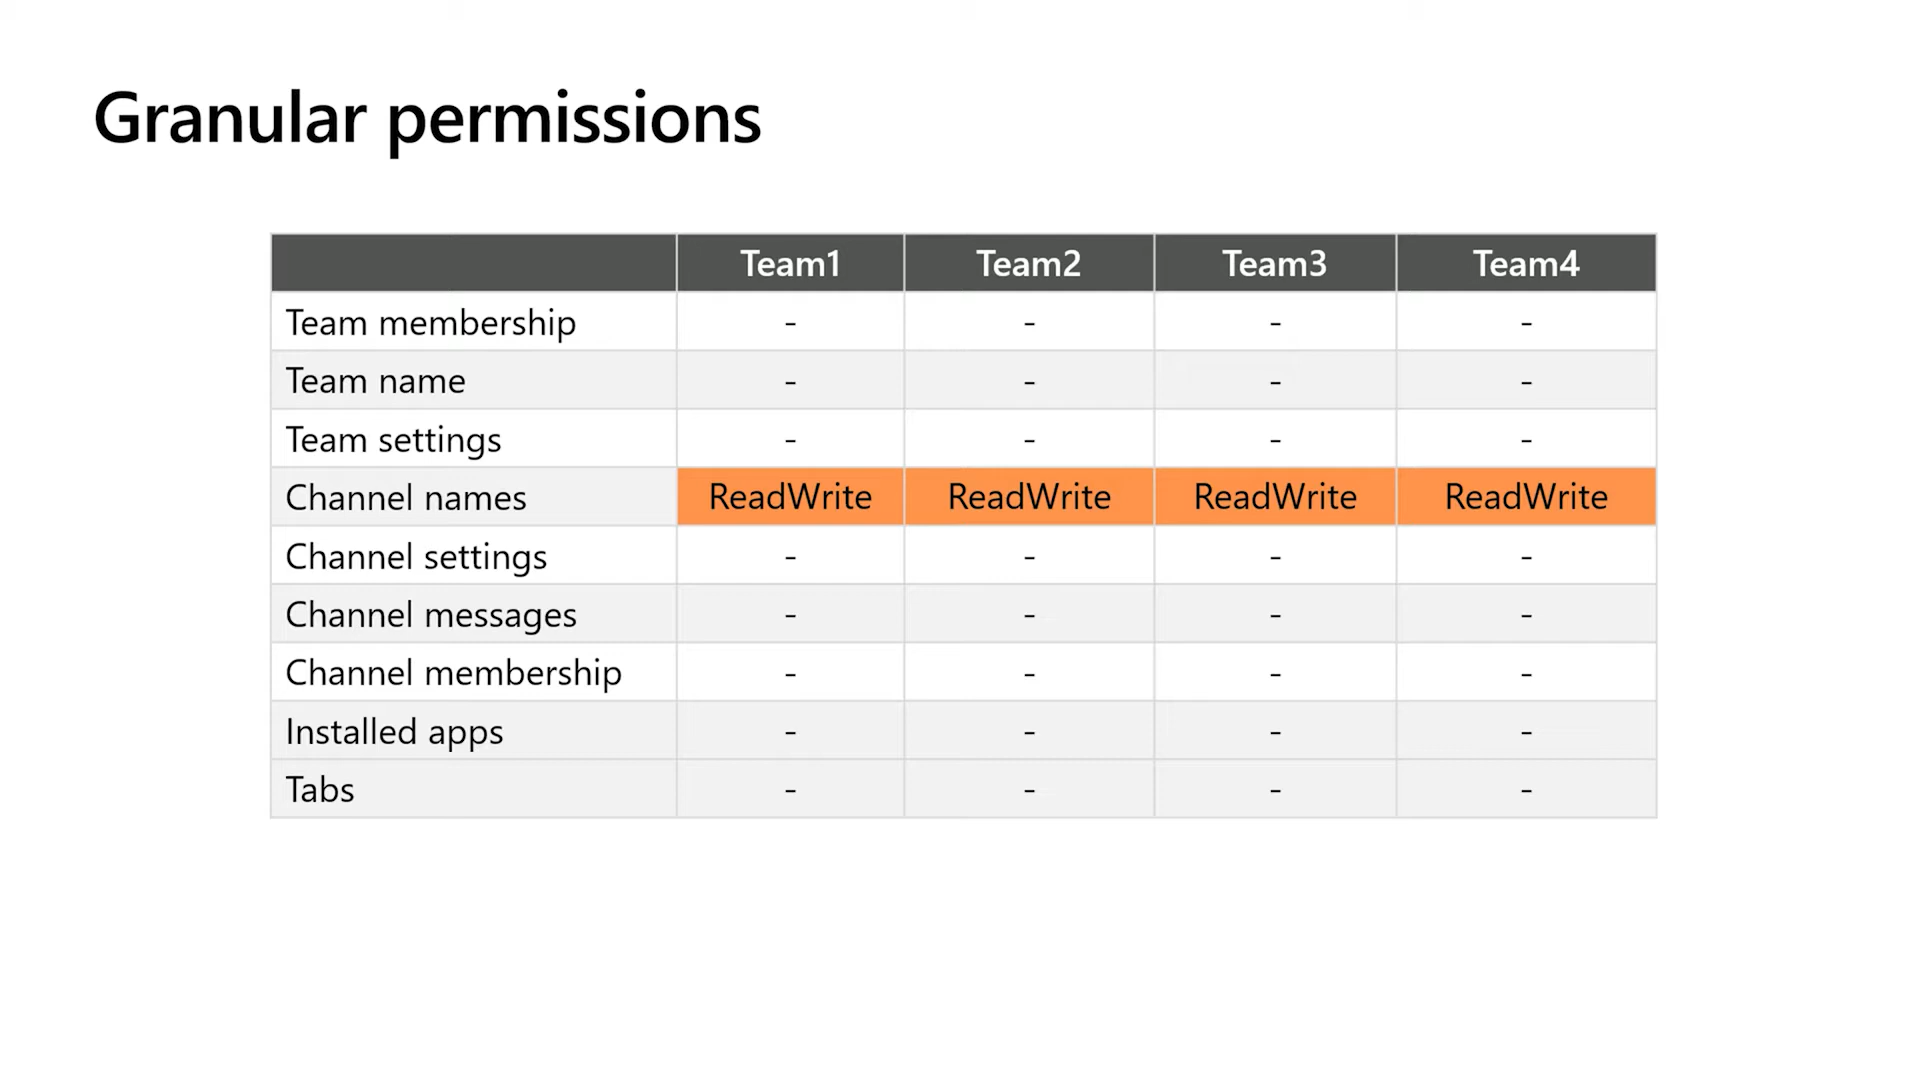 Granular permissions
Team1 Team2 Team3 Team4
Team membership - - - -
Team name - - - -
Team settings - - - -
Channel names ReadWrite ReadWrite ReadWrite ReadWrite
Channel settings - - - -
Channel messages - - - -
Channel membership - - - -
Installed apps - - - -
Tabs - - - -